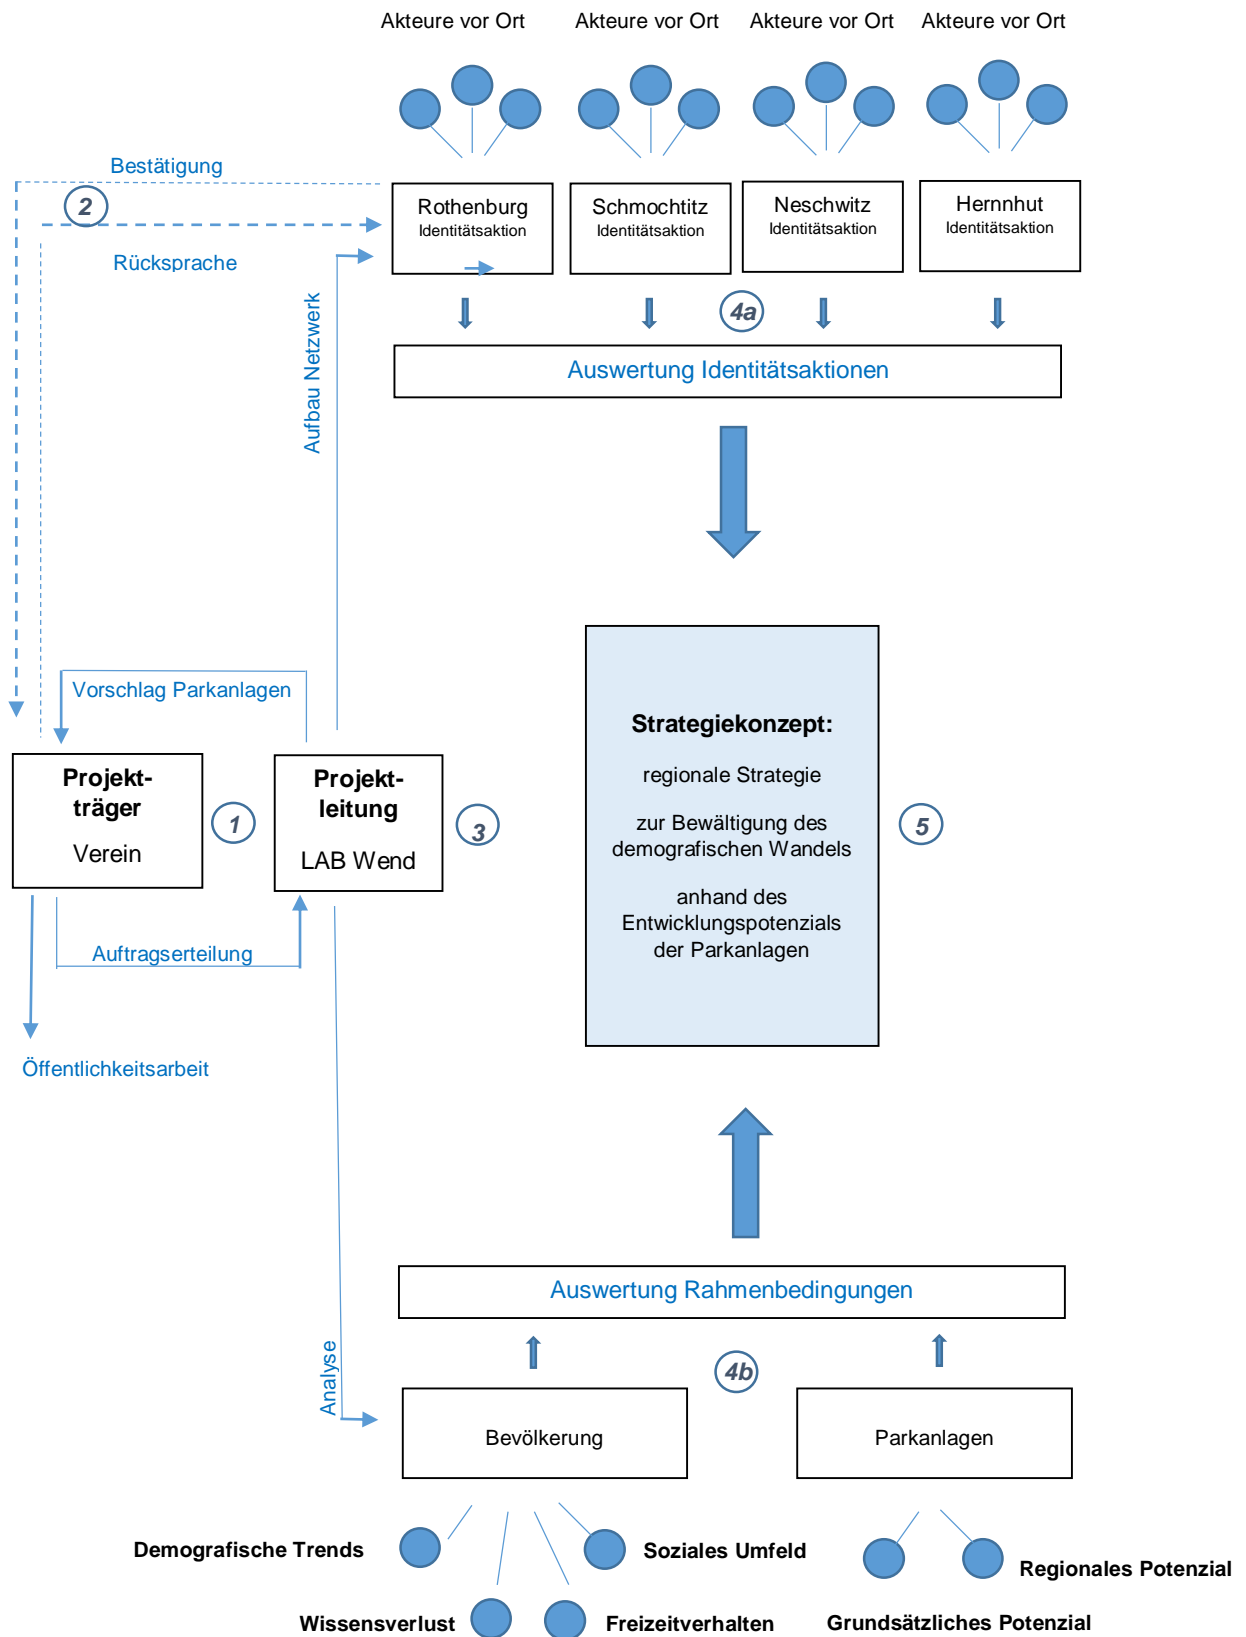 Akteure vor Ort
Akteure vor Ort
Akteure vor Ort
Akteure vor Ort
Bestätigung
2
Rücksprache
Rothenburg
Identitätsaktion
Schmochtitz
Identitätsaktion
Neschwitz
Identitätsaktion
Hernnhut
Identitätsaktion
4a
Aufbau Netzwerk
Auswertung Identitätsaktionen
Vorschlag Parkanlagen
Projekt-
träger
Verein
1
Projekt-
leitung
LAB Wend
3
Strategiekonzept:
regionale Strategie
zur Bewältigung des
demografischen Wandels
anhand des
Entwicklungspotenzials
der Parkanlagen
5
Auftragserteilung
Öffentlichkeitsarbeit
Auswertung Rahmenbedingungen
Analyse
4b
Bevölkerung
Parkanlagen
Demografische Trends
Soziales Umfeld
Regionales Potenzial
Wissensverlust
Freizeitverhalten
Grundsätzliches Potenzial